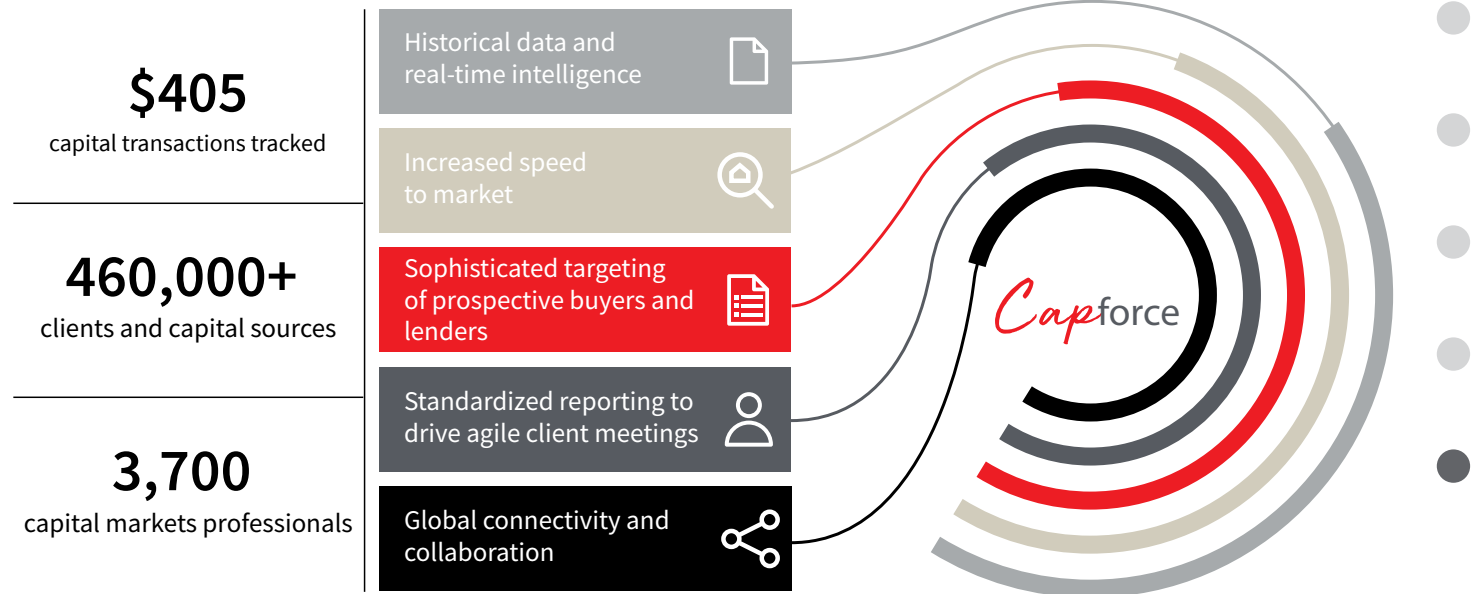 $405
capital transactions tracked
460,000+
clients and capital sources
3,700
capital markets professionals
Historical data and
real-time intelligence
Increased speed
to market
Sophisticated targeting
of prospective buyers and
lenders
Standardized reporting to
drive agile client meetings
Global connectivity and
collaboration
Capforce